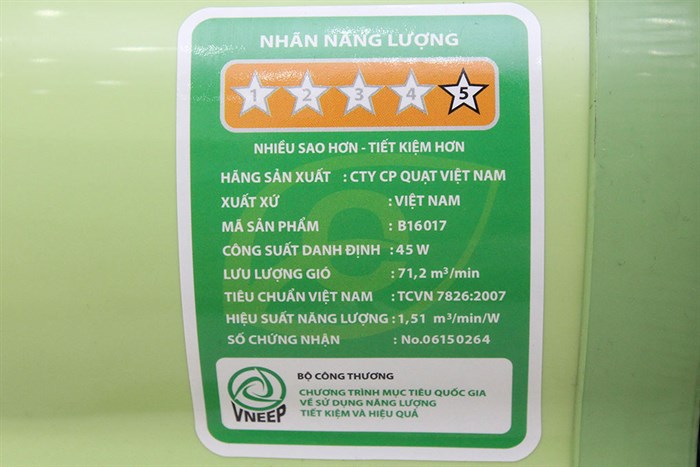 NHÃN NĂNG LƯỢNG
1 2 3 4 5
NHIỀU SAO HƠN - TIẾT KIỆM HƠN
HÃNG SẢN XUẤT : CTY CP QUẠT VIỆT NAM
XUẤT XỨ : VIỆT NAM
MÃ SẢN PHẨM : B16017
CÔNG SUẤT DANH ĐỊNH : 45 W
LƯU LƯỢNG GIÓ : 71,2 m³/min
TIÊU CHUẨN VIỆT NAM : TCVN 7826:2007
HIỆU SUẤT NĂNG LƯỢNG : 1,51 m³/min/W
SỐ CHỨNG NHẬN : No.06150264
BỘ CÔNG THƯƠNG
CHƯƠNG TRÌNH MỤC TIÊU QUỐC GIA
VỀ SỬ DỤNG NĂNG LƯỢNG
TIẾT KIỆM VÀ HIỆU QUẢ
VNEEP